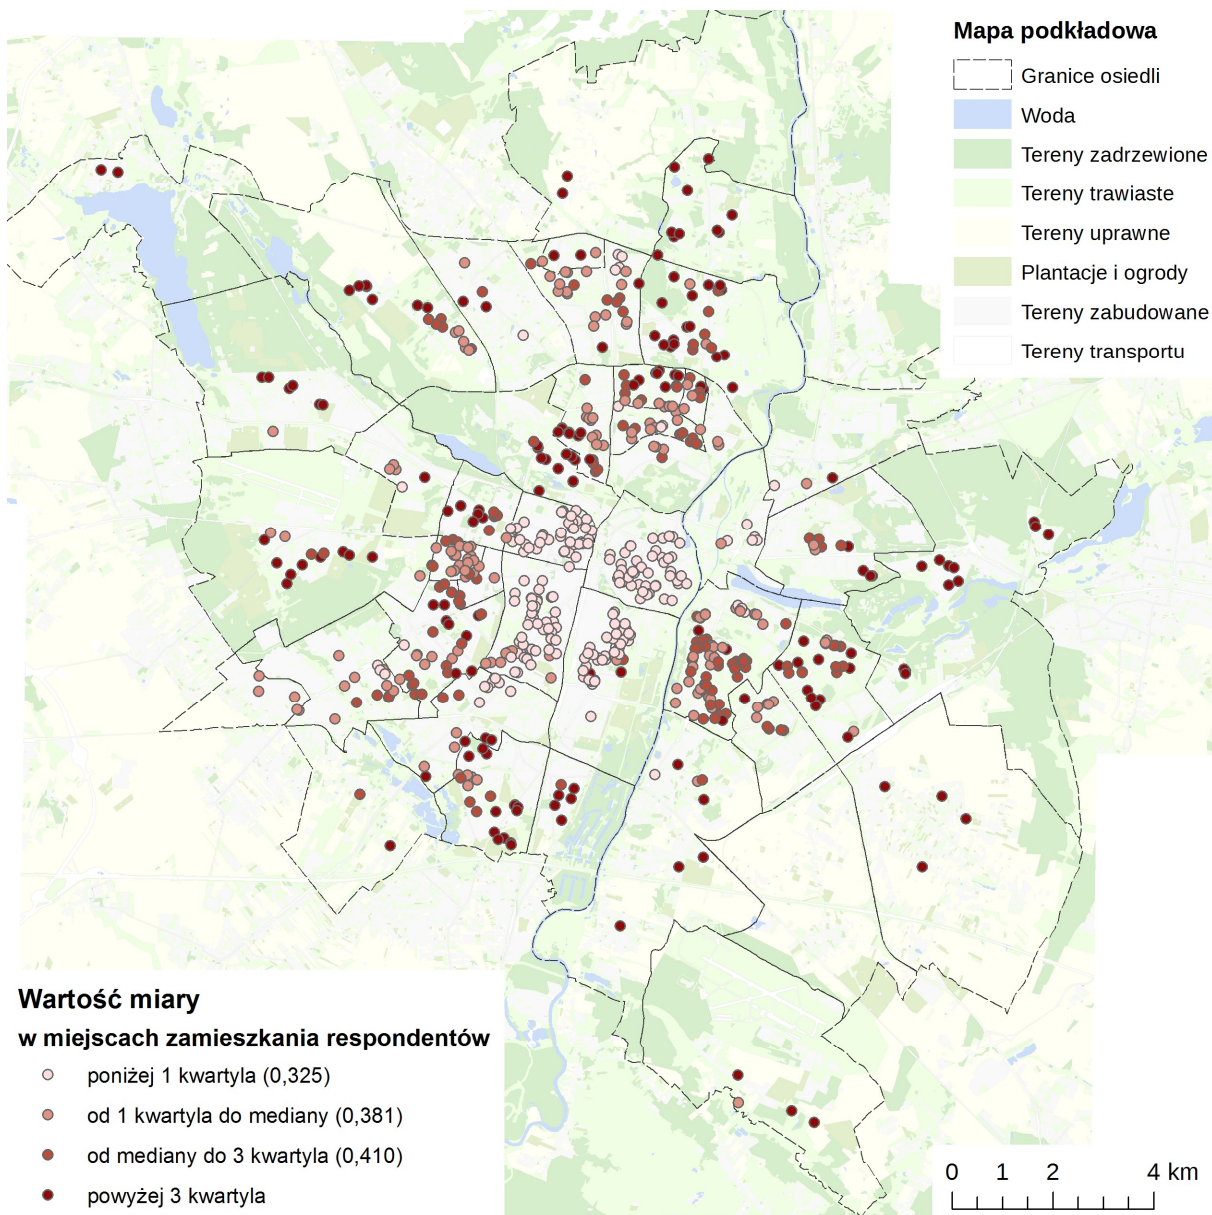 Mapa podkładowa
Granice osiedli
Woda
Tereny zadrzewione
Tereny trawiaste
Tereny uprawne
Plantacje i ogrody
Tereny zabudowane
Tereny transportu
Wartość miary
w miejscach zamieszkania respondentów
poniżej 1 kwartyla (0,325)
od 1 kwartyla do mediany (0,381)
od mediany do 3 kwartyla (0,410)
powyżej 3 kwartyla
0 1 2 4 km